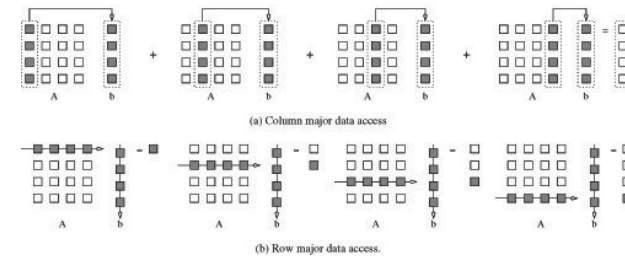 + + + =
A b A b A b A b
(a) Column major data access
= = = =
A b A b A b A b
(b) Row major data access.